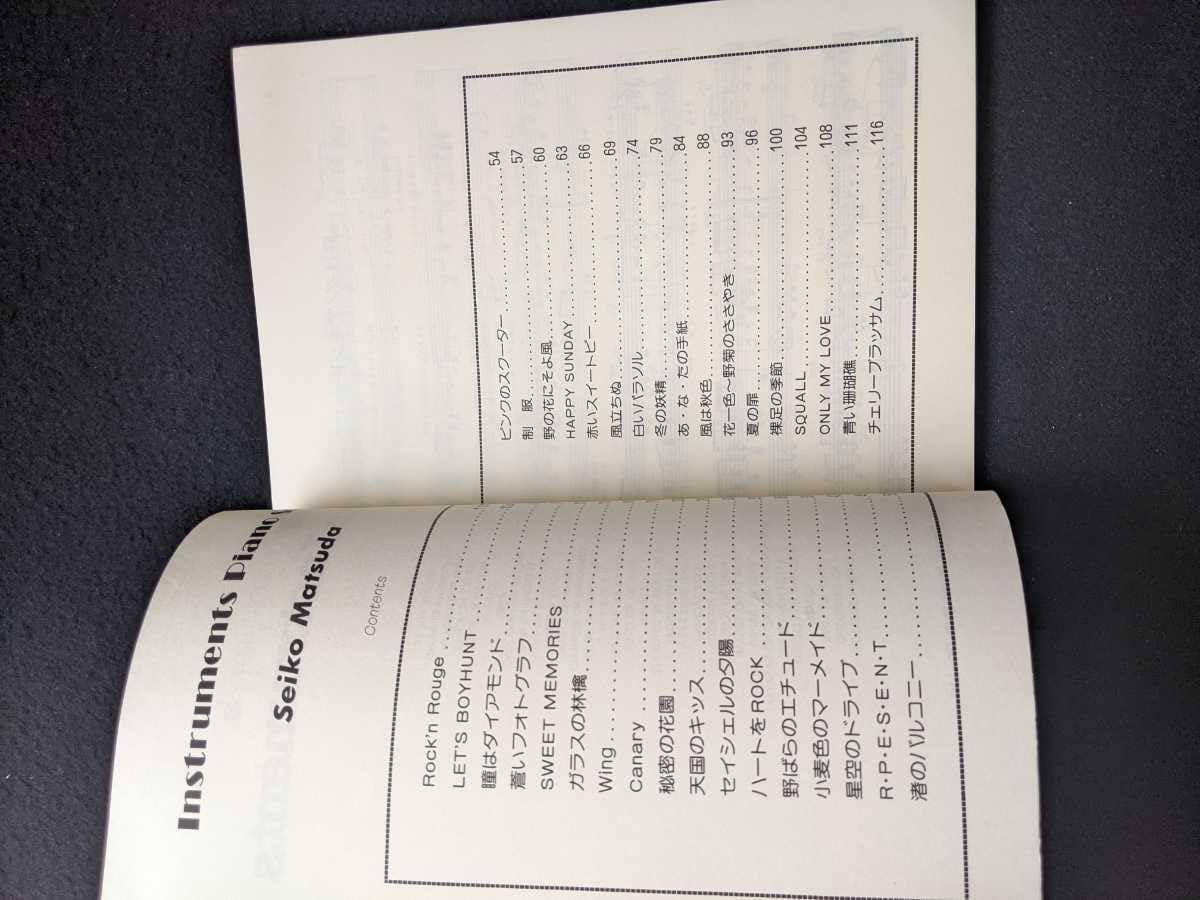 Instruments Piano
Seiko Matsuda
Contents
Rock'n Rouge
LET'S BOYHUNT
瞳はダイアモンド
蒼いフォトグラフ
SWEET MEMORIES
ガラスの林檎
Wing
Canary
秘密の花園
天国のキッス
セイシェルの夕陽
ハートをROCK
野ばらのエチュード
小麦色のマーメイド
星空のドライブ
R・P・E・S・E・N・T
渚のバルコニー
ピンクのスクーター 54
制服 57
野の花にそよ風 60
HAPPY SUNDAY 63
赤いスイートピー 66
風立ちぬ 69
白いパラソル 74
冬の妖精 79
あ・な・たの手紙 84
風は秋色 88
花一色〜野菊のささやき 93
夏の扉 96
裸足の季節 100
SQUALL 104
ONLY MY LOVE 108
青い珊瑚礁 111
チェリーブラッサム 116